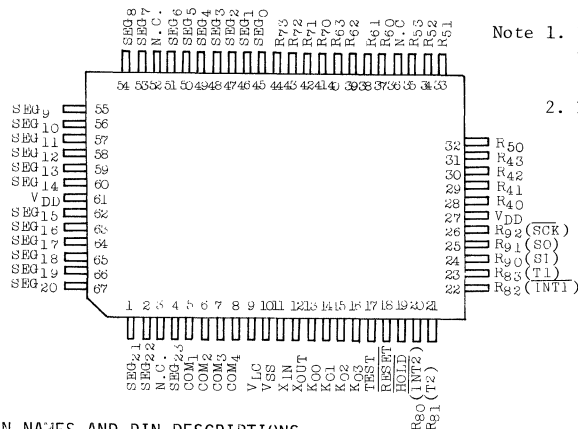 SEG8
SEG7
N.C.
SEG6
SEG5
SEG4
SEG3
SEG2
SEG1
SEG0
R73
R72
R71
R70
R63
R62
R61
R60
N.C
R53
R52
R51
Note 1.
2.
54 53 52 51 50 49 48 47 46 45 44 43 42 41 40 39 38 37 36 35 34 33
SEG9 55
SEG10 56
SEG11 57
SEG12 58
SEG13 59
SEG14 60
VDD 61
SEG15 62
SEG16 63
SEG17 64
SEG18 65
SEG19 66
SEG20 67
32 R50
31 R43
30 R42
29 R41
28 R40
27 VDD
26 R92(SCK)
25 R91(SO)
24 R90(SI)
23 R83(T1)
22 R82(INT1)
1 2 3 4 5 6 7 8 9 10 11 12 13 14 15 16 17 18 19 20 21
SEG21
SEG22
N.C.
SEG23
COM1
COM2
COM3
COM4
VLC
VSS
XIN
XOUT
K00
K01
K02
K03
TEST
RESET
HOLD
R80(INT2)
R81(T2)
N NAMES AND PIN DESCRIPTIONS